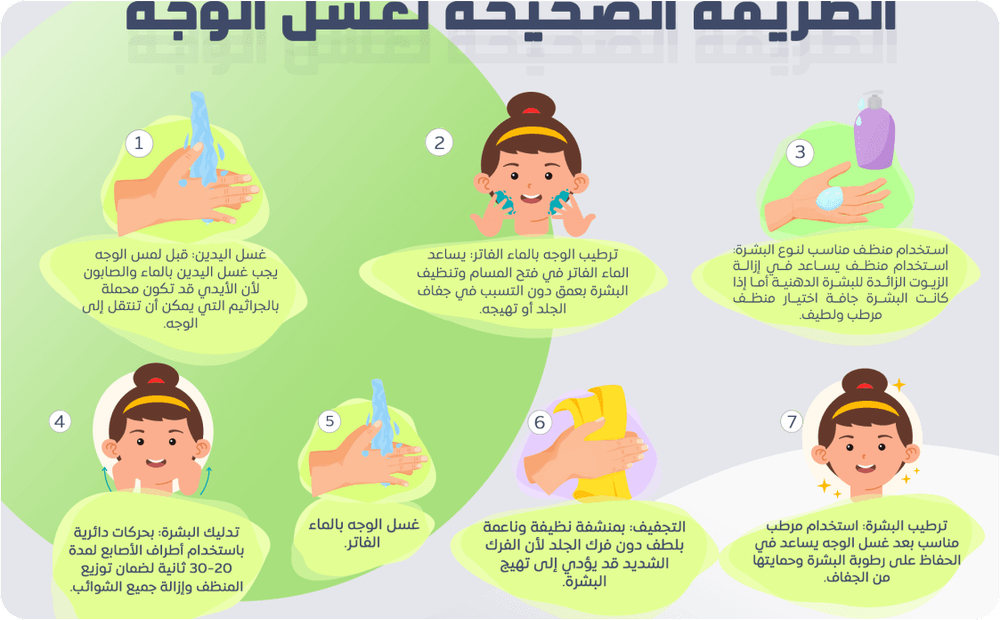 الطريقة الصحيحة لغسل الوجه
1
غسل اليدين: قبل لمس الوجه
يجب غسل اليدين بالماء والصابون
لأن الأيدي قد تكون محملة
بالجراثيم التي يمكن أن تنتقل إلى
الوجه.
2
ترطيب الوجه بالماء الفاتر: يساعد
الماء الفاتر في فتح المسام وتنظيف
البشرة بعمق دون التسبب في جفاف
الجلد أو تهيجه.
3
استخدام منظف مناسب لنوع البشرة:
استخدام منظف يساعد في إزالة
الزيوت الزائدة للبشرة الدهنية أما إذا
كانت البشرة جافة اختيار منظف
مرطب ولطيف.
4
تدليك البشرة: بحركات دائرية
باستخدام أطراف الأصابع لمدة
20-30 ثانية لضمان توزيع
المنظف وإزالة جميع الشوائب.
5
غسل الوجه بالماء
الفاتر.
6
التجفيف: بمنشفة نظيفة وناعمة
بلطف دون فرك الجلد لأن الفرك
الشديد قد يؤدي إلى تهيج
البشرة.
7
ترطيب البشرة: استخدام مرطب
مناسب بعد غسل الوجه يساعد في
الحفاظ على رطوبة البشرة وحمايتها
من الجفاف.